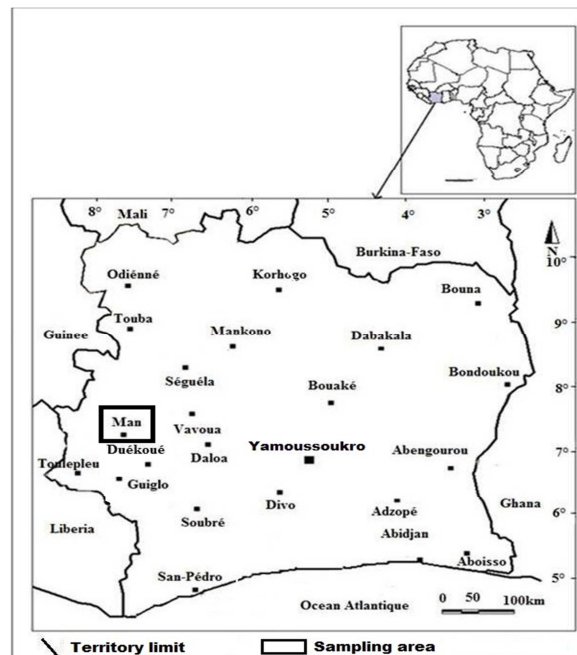 8° 7° 6° 5° 4° 3°
Mali
Burkina-Faso
N
10°
Odiénné
Korhogo
Bouna
Touba
9°
Guinee
Mankono
Dabakala
Séguéla
Bondoukou
8°
Bouaké
Man
Vavoua
Duékoué
Yamoussoukro
Abengourou
7°
Daloa
Toulepleu
Guiglo
Divo
Adzopé
Ghana
6°
Soubré
Liberia
Abidjan
Aboisso
San-Pédro
5°
Ocean Atlantique
0 50 100km
Territory limit
Sampling area